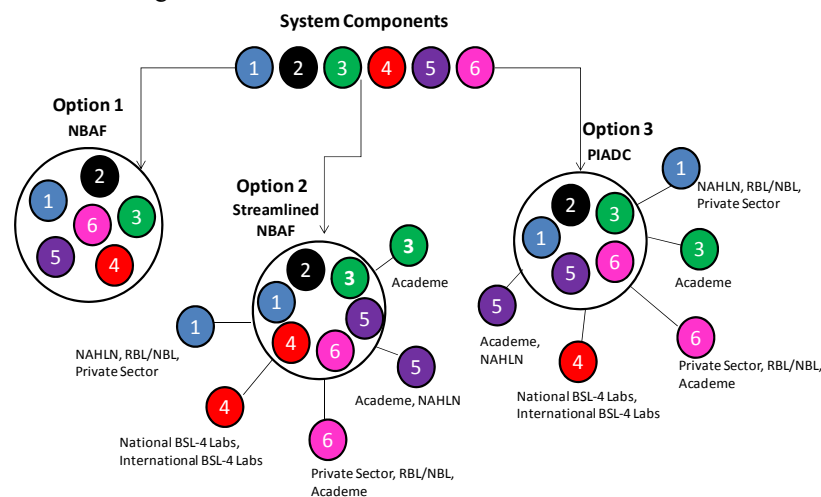 System Components
1 2 3 4 5 6
Option 1
NBAF
2
1
6
3
5
4
Option 2
Streamlined
NBAF
3
Academe
2
3
1
5
4
6
1
NAHLN, RBL/NBL,
Private Sector
5
Academe, NAHLN
4
National BSL-4 Labs,
International BSL-4 Labs
6
Private Sector, RBL/NBL,
Academe
Option 3
PIADC
1
NAHLN, RBL/NBL,
Private Sector
2
3
1
5
6
3
Academe
5
Academe,
NAHLN
4
National BSL-4 Labs,
International BSL-4 Labs
6
Private Sector, RBL/NBL,
Academe